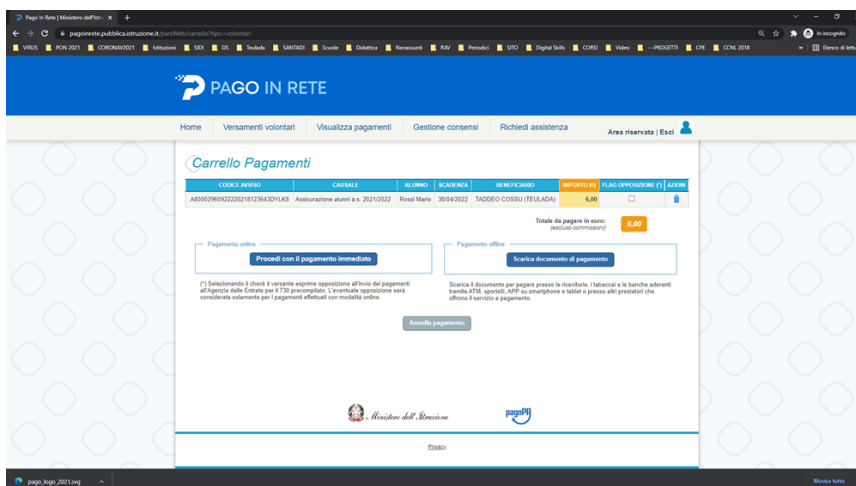 Pago In Rete | Ministero dell'Istru
pagoinrete.pubblica.istruzione.it/pars/Web/carrello?tipo=volontari
In incognito
VIRUS PON 2021 CORONAVI2021 Istituzioni SIDI DS Teulada SANTADI Scuole Didattica Nessuanti RAV Periodici SITO Digital Skills CORSI Video ---PROGETTI CPE CCNL 2018 » Elenco di lettu
PAGO IN RETE
Home Versamenti volontari Visualizza pagamenti Gestione consensi Richiedi assistenza Area riservata | Esci
Carrello Pagamenti
CODICE AVVISO CAUSALE ALUNNO SCADENZA BENEFICIARIO IMPORTO (€) FLAG OPPOSIZIONE (*) AZIONI
Assicurazione alunni a.s. 2021/2022 Rossi Mario 30/04/2022 TADDEO COSSU (TEULADA) 6,00
Totale da pagare in euro: 6,00
(escluso commissioni)
Pagamento online
Procedi con il pagamento immediato
(*) Selezionando il check il versante esprime opposizione all'invio dei pagamenti
all'Agenzia delle Entrate per il 730 precompilato. L'eventuale opposizione sarà
considerata solamente per i pagamenti effettuati con modalità online.
Pagamento offline
Scarica documento di pagamento
Scarica il documento per pagare presso le ricevitorie, i tabaccai e le banche aderenti
tramite ATM, sportelli, APP su smartphone e tablet o presso altri prestatori che
offrono il servizio a pagamento.
Annulla pagamento
Ministero dell'Istruzione
pagoPA
Privacy
pago_logo_2021.svg
Mostra tutto